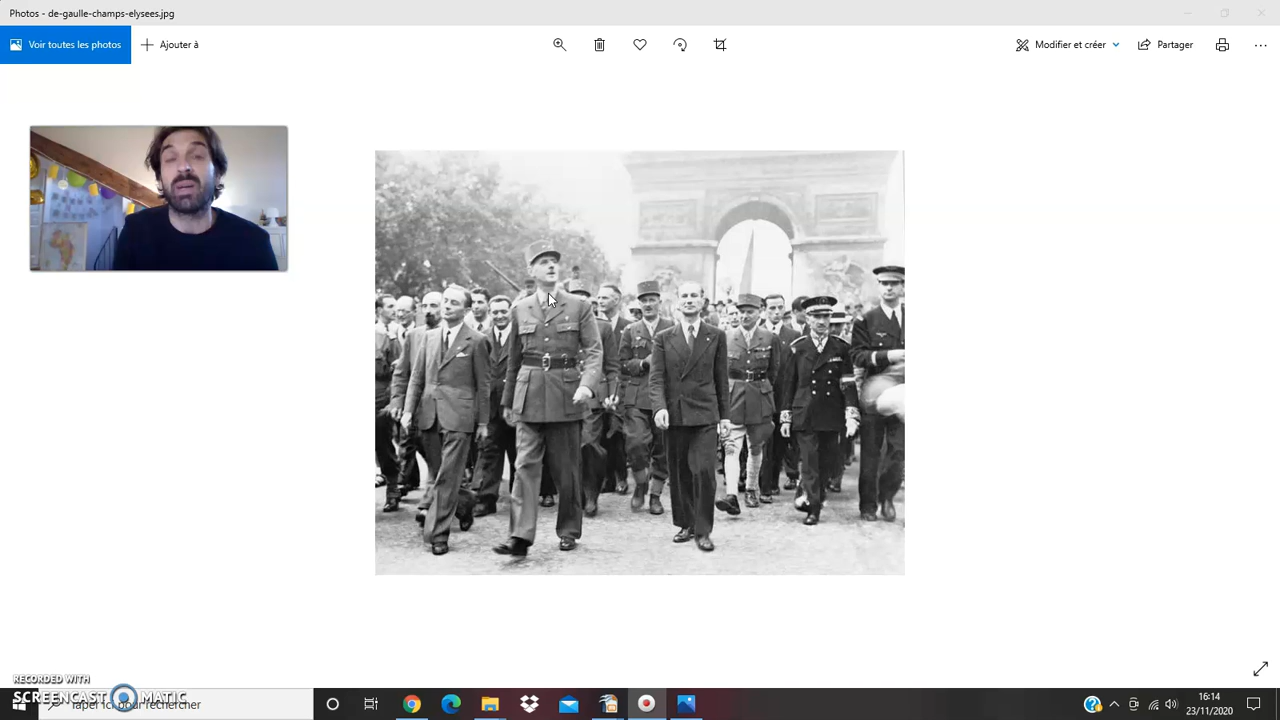 Photos - de-gaulle-champs-elysees.jpg
Voir toutes les photos
Ajouter à
Modifier et créer
Partager
RECORDED WITH
SCREENCAST MATIC
Taper ici pour rechercher
16:14
23/11/2020